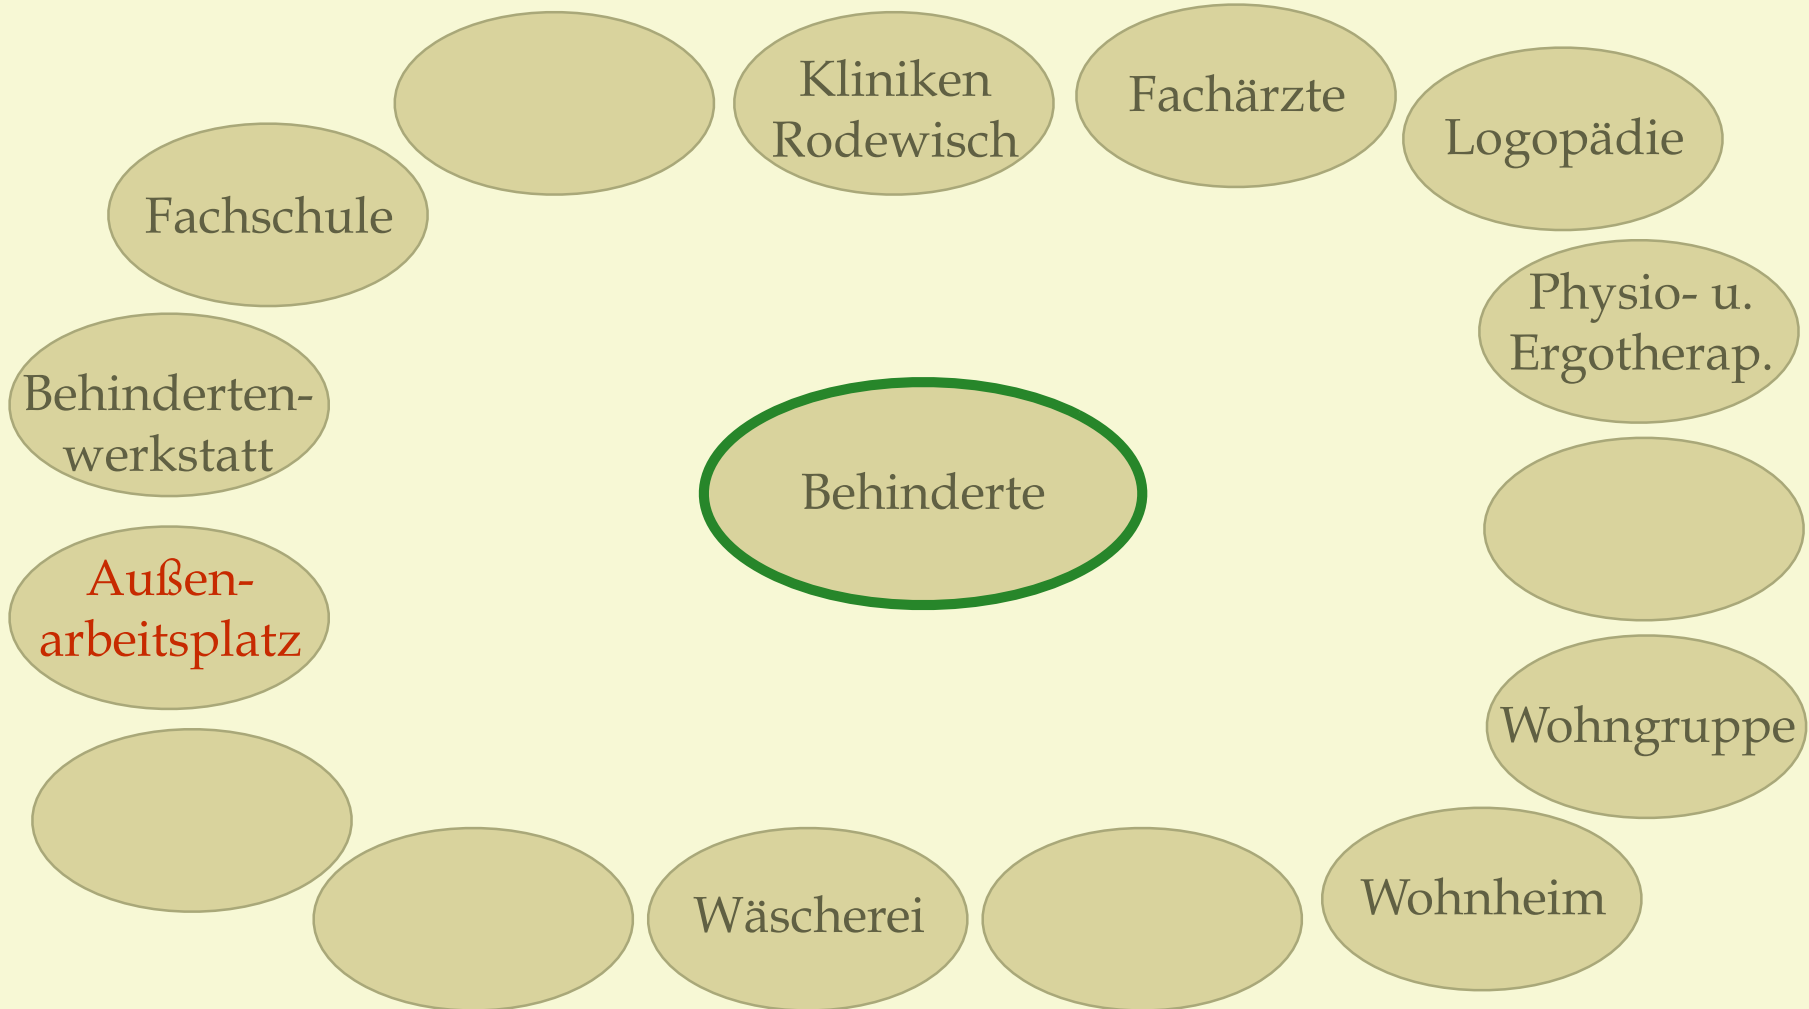 Kliniken
Rodewisch
Fachärzte
Logopädie
Fachschule
Physio- u.
Ergotherap.
Behinderten-
werkstatt
Behinderte
Außen-
arbeitsplatz
Wohngruppe
Wohnheim
Wäscherei